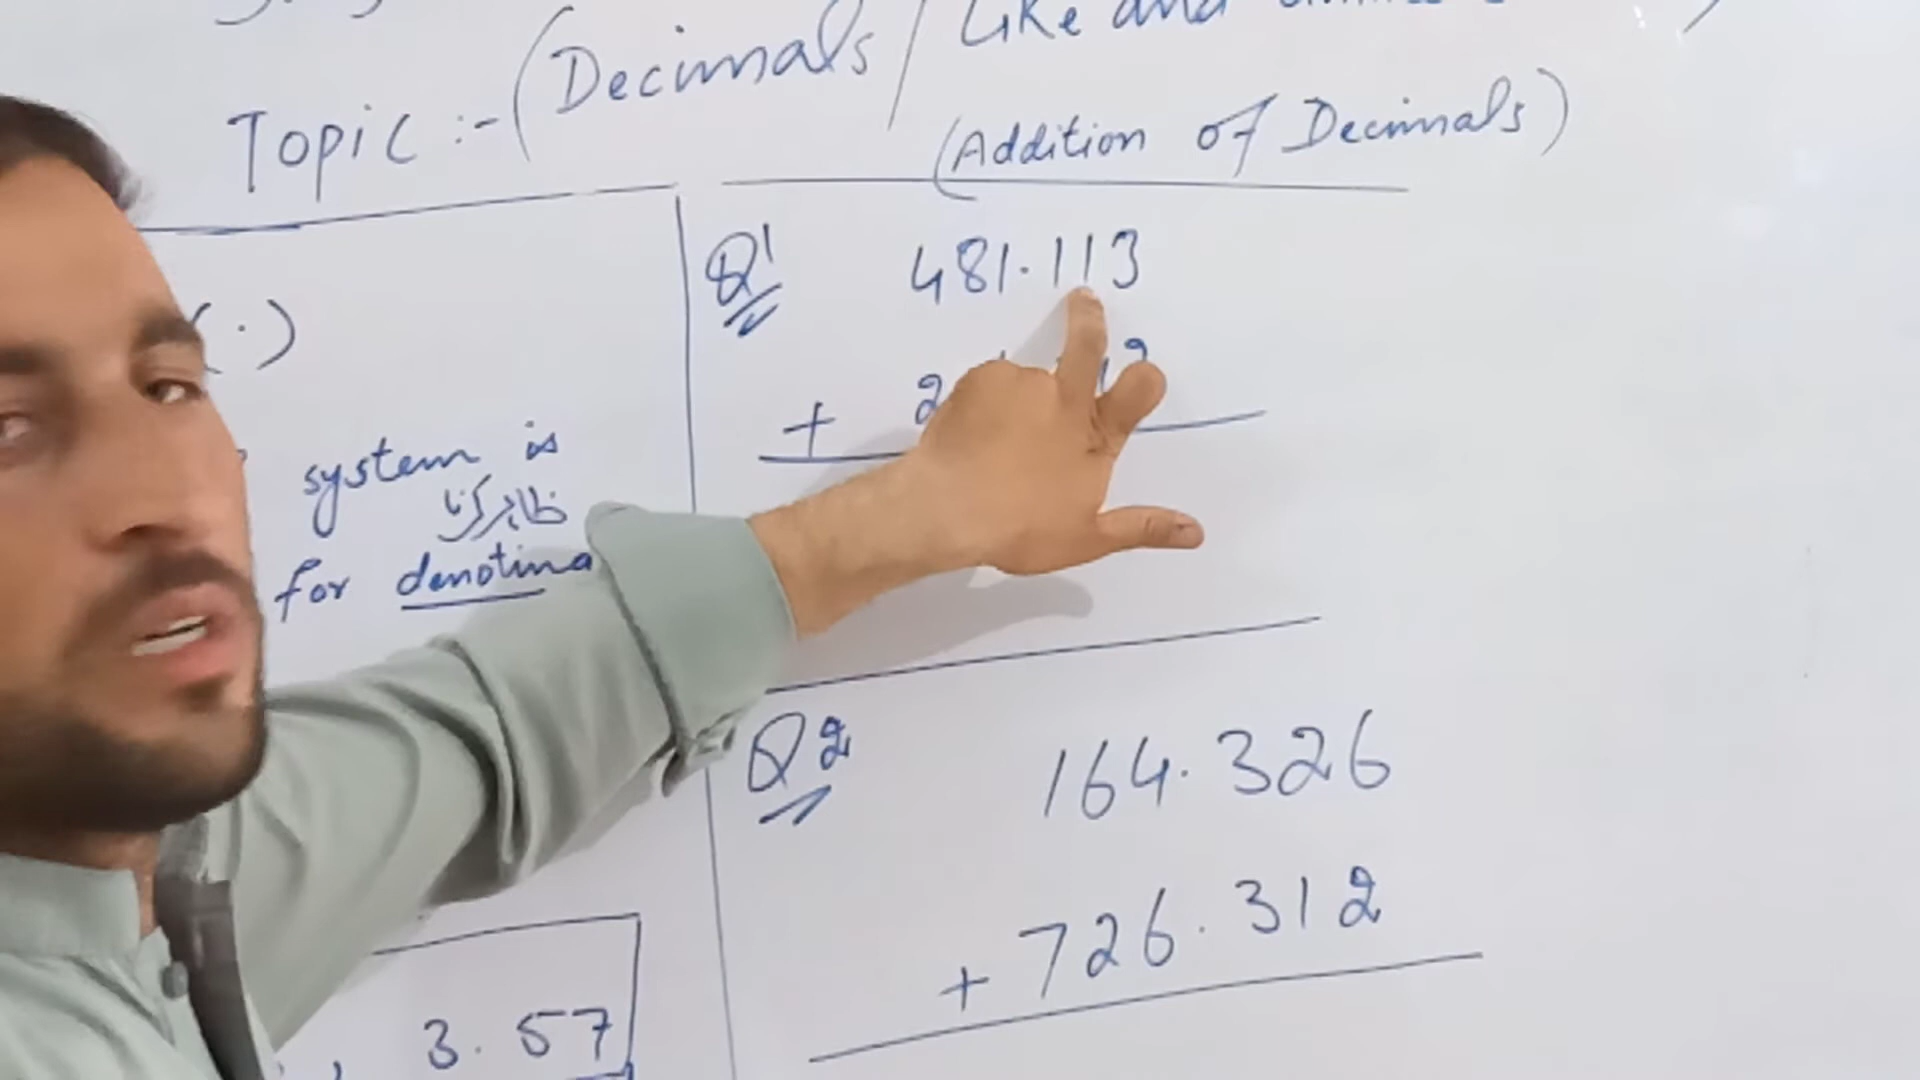 Topic :- (Decimals / Like and
(Addition of Decimals)
(.)
system is
ظاہر کرنا
for denoting
3.57
Q1
481.113
+ 2
Q2
164.326
+ 726.312